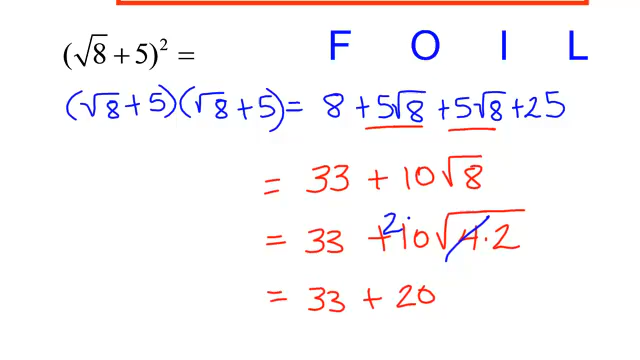 F O I L
(√8 + 5)² =
(√8 + 5)(√8 + 5) = 8 + 5√8 + 5√8 + 25
= 33 + 10√8
= 33 + 2·10√4·2
= 33 + 20